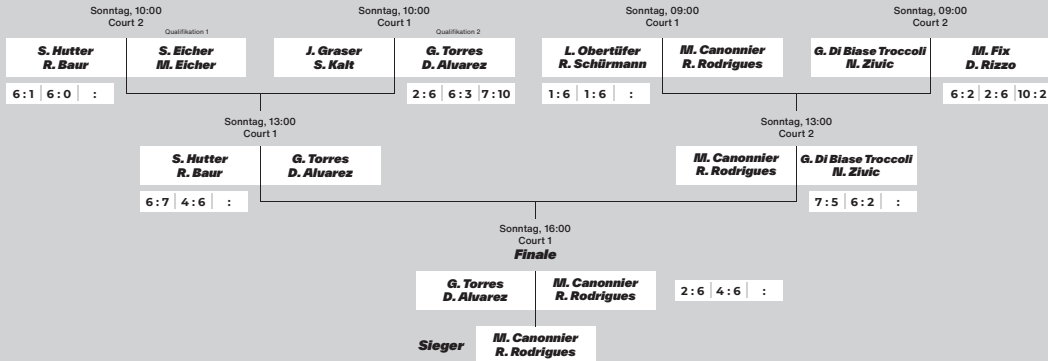 Sonntag, 10:00
Court 2
Qualifikation 1
S. Hutter
R. Baur
S. Eicher
M. Eicher
6:1 6:0 :
Sonntag, 10:00
Court 1
Qualifikation 2
J. Graser
S. Kalt
G. Torres
D. Alvarez
2:6 6:3 7:10
Sonntag, 09:00
Court 1
L. Obertüfer
R. Schürmann
M. Canonnier
R. Rodrigues
1:6 1:6 :
Sonntag, 09:00
Court 2
G. Di Biase Troccoli
N. Zivic
M. Fix
D. Rizzo
6:2 2:6 10:2
Sonntag, 13:00
Court 1
S. Hutter
R. Baur
G. Torres
D. Alvarez
6:7 4:6 :
Sonntag, 13:00
Court 2
M. Canonnier
R. Rodrigues
G. Di Biase Troccoli
N. Zivic
7:5 6:2 :
Sonntag, 16:00
Court 1
Finale
G. Torres
D. Alvarez
M. Canonnier
R. Rodrigues
2:6 4:6 :
Sieger
M. Canonnier
R. Rodrigues